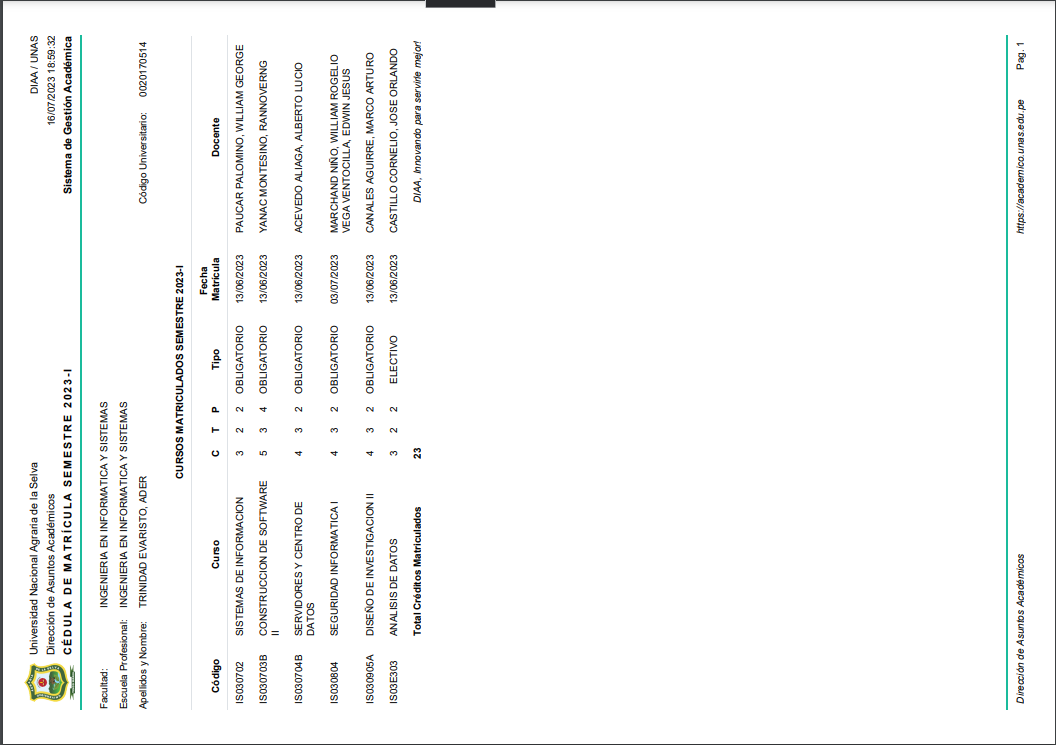 Universidad Nacional Agraria de la Selva DIAA / UNAS
Dirección de Asuntos Académicos 16/07/2023 18:59:32
CÉDULA DE MATRÍCULA SEMESTRE 2023-I Sistema de Gestión Académica
Facultad: INGENIERIA EN INFORMATICA Y SISTEMAS
Escuela Profesional: INGENIERIA EN INFORMATICA Y SISTEMAS
Apellidos y Nombre: TRINIDAD EVARISTO, ADER Código Universitario: 0020170514
CURSOS MATRICULADOS SEMESTRE 2023-I
Código Curso C T P Tipo Fecha Matrícula Docente
IS030702 SISTEMAS DE INFORMACION 3 2 2 OBLIGATORIO 13/06/2023 PAUCAR PALOMINO, WILLIAM GEORGE
IS030703B CONSTRUCCION DE SOFTWARE 5 3 4 OBLIGATORIO 13/06/2023 YANAC MONTESINO, RANNOVERNG
II
IS030704B SERVIDORES Y CENTRO DE 4 3 2 OBLIGATORIO 13/06/2023 ACEVEDO ALIAGA, ALBERTO LUCIO
DATOS
IS030804 SEGURIDAD INFORMATICA I 4 3 2 OBLIGATORIO 03/07/2023 MARCHAND NIÑO, WILLIAM ROGELIO
VEGA VENTOCILLA, EDWIN JESUS
IS030905A DISEÑO DE INVESTIGACION II 4 3 2 OBLIGATORIO 13/06/2023 CANALES AGUIRRE, MARCO ARTURO
IS03E303 ANALISIS DE DATOS 3 2 2 ELECTIVO 13/06/2023 CASTILLO CORNELIO, JOSE ORLANDO
Total Créditos Matriculados 23 DIAA, Innovando para servirle mejor!
Dirección de Asuntos Académicos https://academico.unas.edu.pe Pag. 1